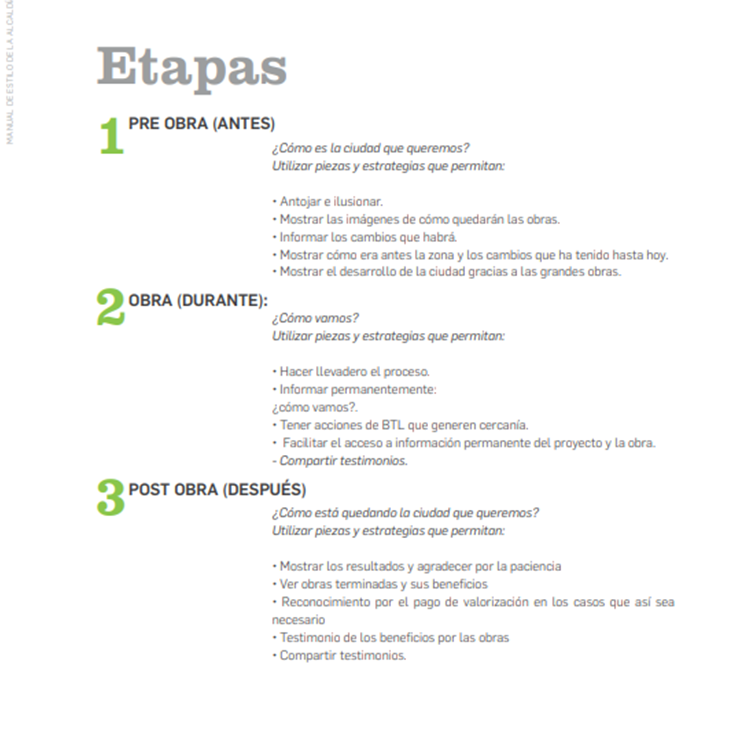 MANUAL DE ESTILO DE LA
Etapas
1 PRE OBRA (ANTES)
¿Cómo es la ciudad que queremos?
Utilizar piezas y estrategias que permitan:
• Antojar e ilusionar.
• Mostrar las imágenes de cómo quedarán las obras.
• Informar los cambios que habrá.
• Mostrar cómo era antes la zona y los cambios que ha tenido hasta hoy.
• Mostrar el desarrollo de la ciudad gracias a las grandes obras.
2 OBRA (DURANTE):
¿Cómo vamos?
Utilizar piezas y estrategias que permitan:
• Hacer llevadero el proceso.
• Informar permanentemente:
¿cómo vamos?.
• Tener acciones de BTL que generen cercanía.
• Facilitar el acceso a información permanente del proyecto y la obra.
- Compartir testimonios.
3 POST OBRA (DESPUÉS)
¿Cómo está quedando la ciudad que queremos?
Utilizar piezas y estrategias que permitan:
• Mostrar los resultados y agradecer por la paciencia
• Ver obras terminadas y sus beneficios
• Reconocimiento por el pago de valorización en los casos que así sea
necesario
• Testimonio de los beneficios por las obras
• Compartir testimonios.